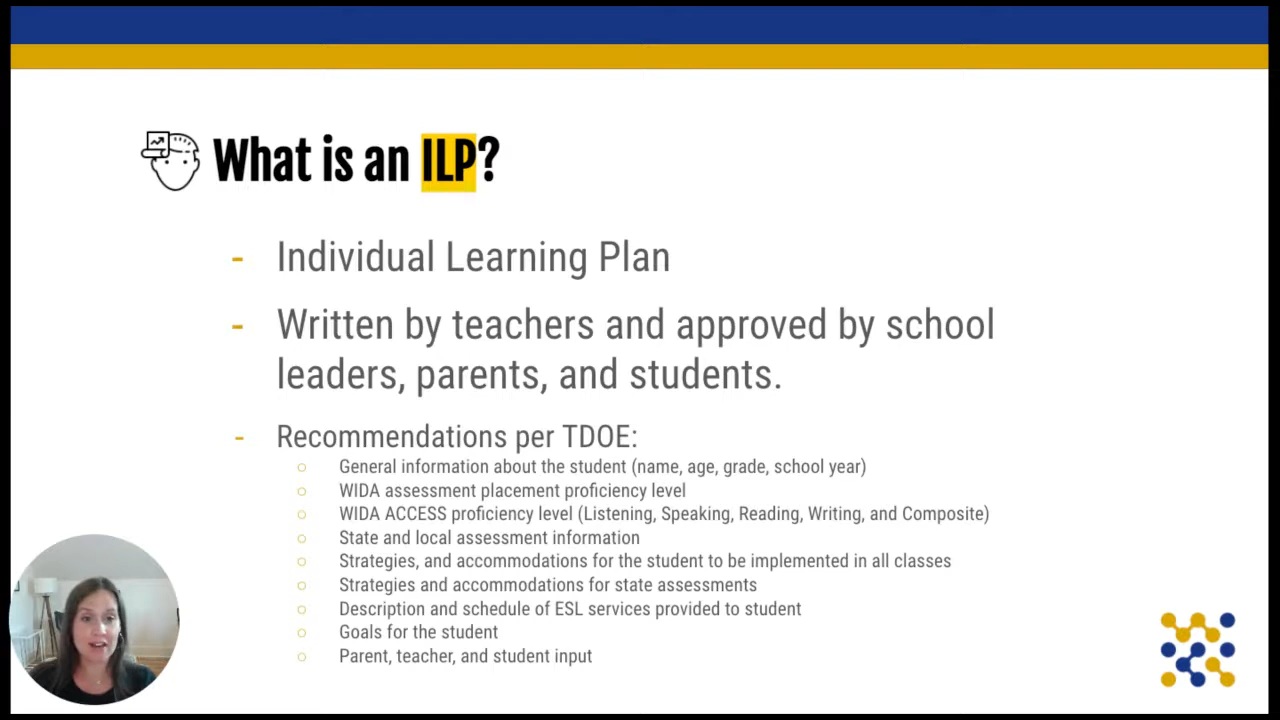 What is an ILP?
- Individual Learning Plan
- Written by teachers and approved by school
leaders, parents, and students.
- Recommendations per TDOE:
○ General information about the student (name, age, grade, school year)
○ WIDA assessment placement proficiency level
○ WIDA ACCESS proficiency level (Listening, Speaking, Reading, Writing, and Composite)
○ State and local assessment information
○ Strategies, and accommodations for the student to be implemented in all classes
○ Strategies and accommodations for state assessments
○ Description and schedule of ESL services provided to student
○ Goals for the student
○ Parent, teacher, and student input